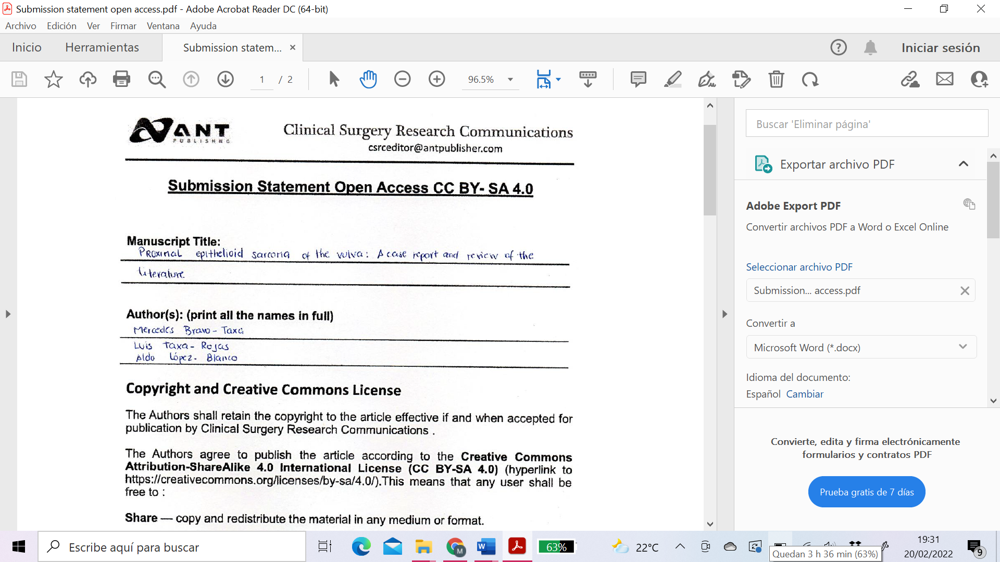 Submission statement open access.pdf - Adobe Acrobat Reader DC (64-bit)
Archivo Edición Ver Firmar Ventana Ayuda
Inicio Herramientas Submission statem... × Iniciar sesión
1 / 2 96.5%
ANT
PUBLISHNG
Clinical Surgery Research Communications
csrceditor@antpublisher.com
Submission Statement Open Access CC BY- SA 4.0
Manuscript Title:
Proximal epithelioid sarcoma of the vulva: A case report and review of the
literature
Author(s): (print all the names in full)
Mercedes Bravo-Taxa
Luis Taxa-Rojas
Aldo López-Blanco
Copyright and Creative Commons License
The Authors shall retain the copyright to the article effective if and when accepted for
publication by Clinical Surgery Research Communications .
The Authors agree to publish the article according to the Creative Commons
Attribution-ShareAlike 4.0 International License (CC BY-SA 4.0) (hyperlink to
https://creativecommons.org/licenses/by-sa/4.0/).This means that any user shall be
free to :
Share — copy and redistribute the material in any medium or format.
Buscar 'Eliminar página'
Exportar archivo PDF
Adobe Export PDF
Convertir archivos PDF a Word o Excel Online
Seleccionar archivo PDF
Submission... access.pdf
Convertir a
Microsoft Word (*.docx)
Idioma del documento:
Español Cambiar
Convierte, edita y firma electrónicamente
formularios y contratos PDF
Prueba gratis de 7 días
Escribe aquí para buscar
M
63%
22°C
Quedan 3 h 36 min (63%)
19:31
20/02/2022
9